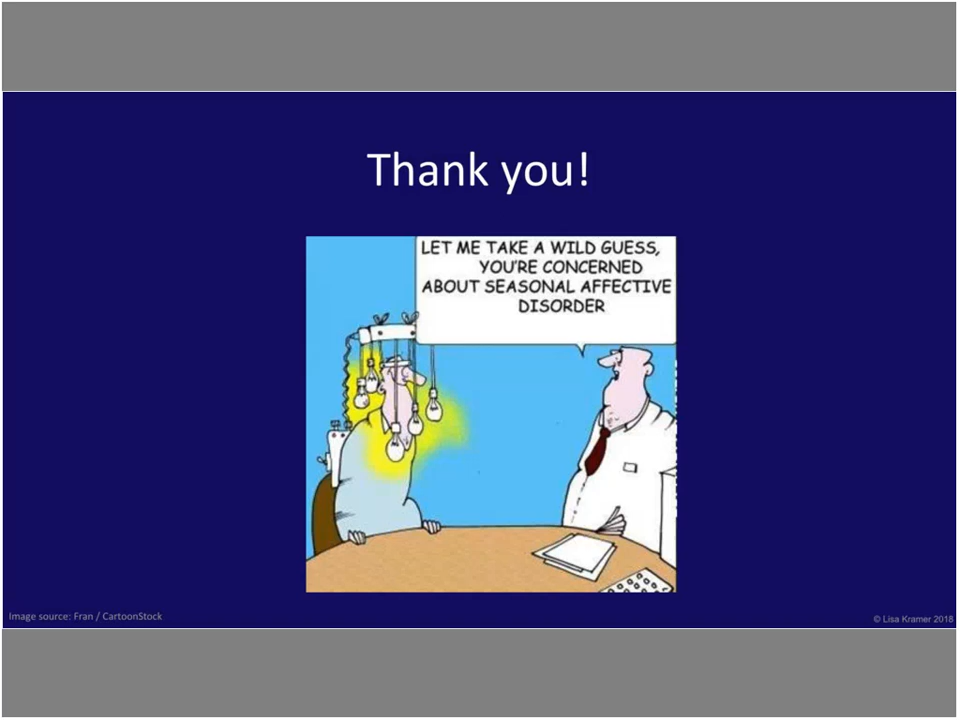 Thank you!
LET ME TAKE A WILD GUESS,
YOU'RE CONCERNED
ABOUT SEASONAL AFFECTIVE
DISORDER
Image source: Fran / CartoonStock
© Lisa Kramer 2018